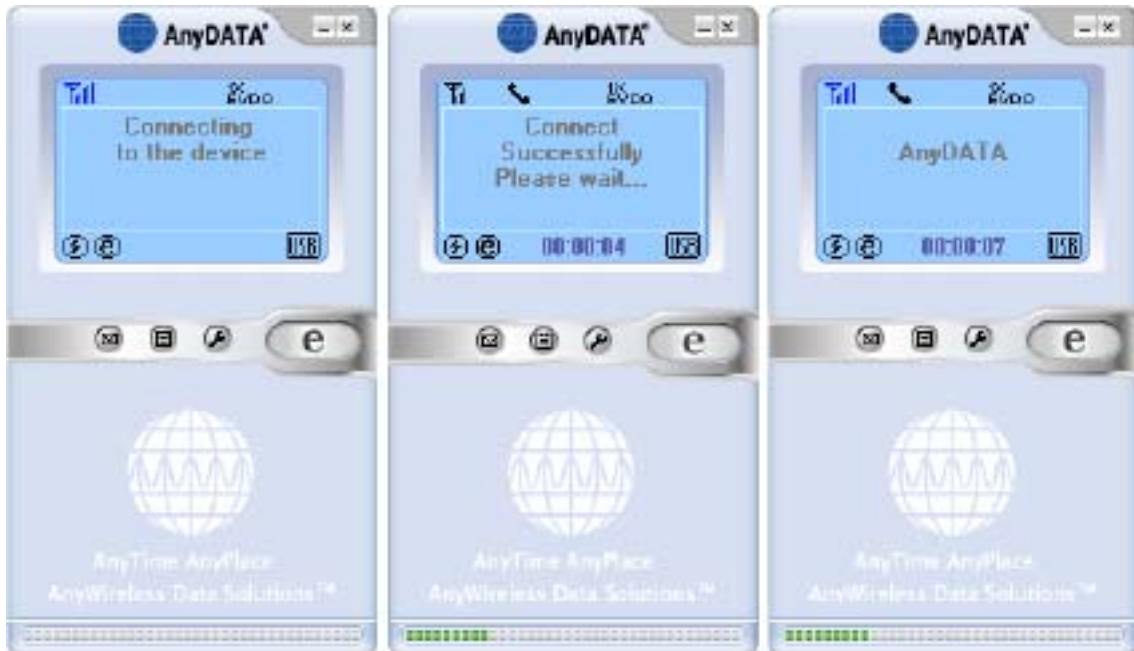 AnyDATA
Connecting
to the device
USB
e
AnyTime AnyPlace
AnyWireless Data Solutions™
AnyDATA
Connect
Successfully
Please wait...
00:00:04
USB
e
AnyTime AnyPlace
AnyWireless Data Solutions™
AnyDATA
AnyDATA
00:00:07
USB
e
AnyTime AnyPlace
AnyWireless Data Solutions™